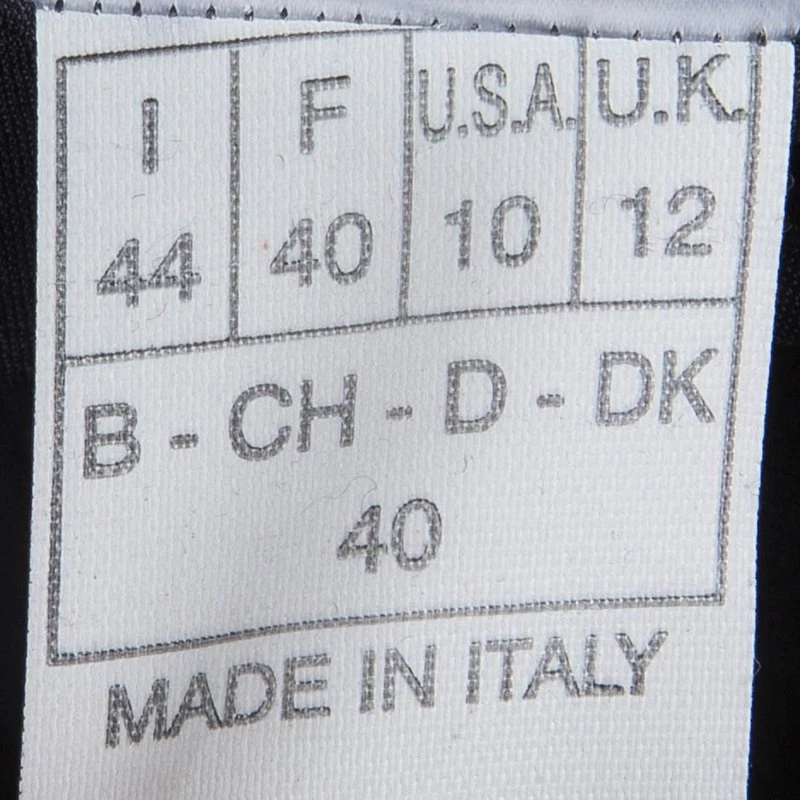 I F U.S.A. U.K.
44 40 10 12
B - CH - D - DK
40
MADE IN ITALY